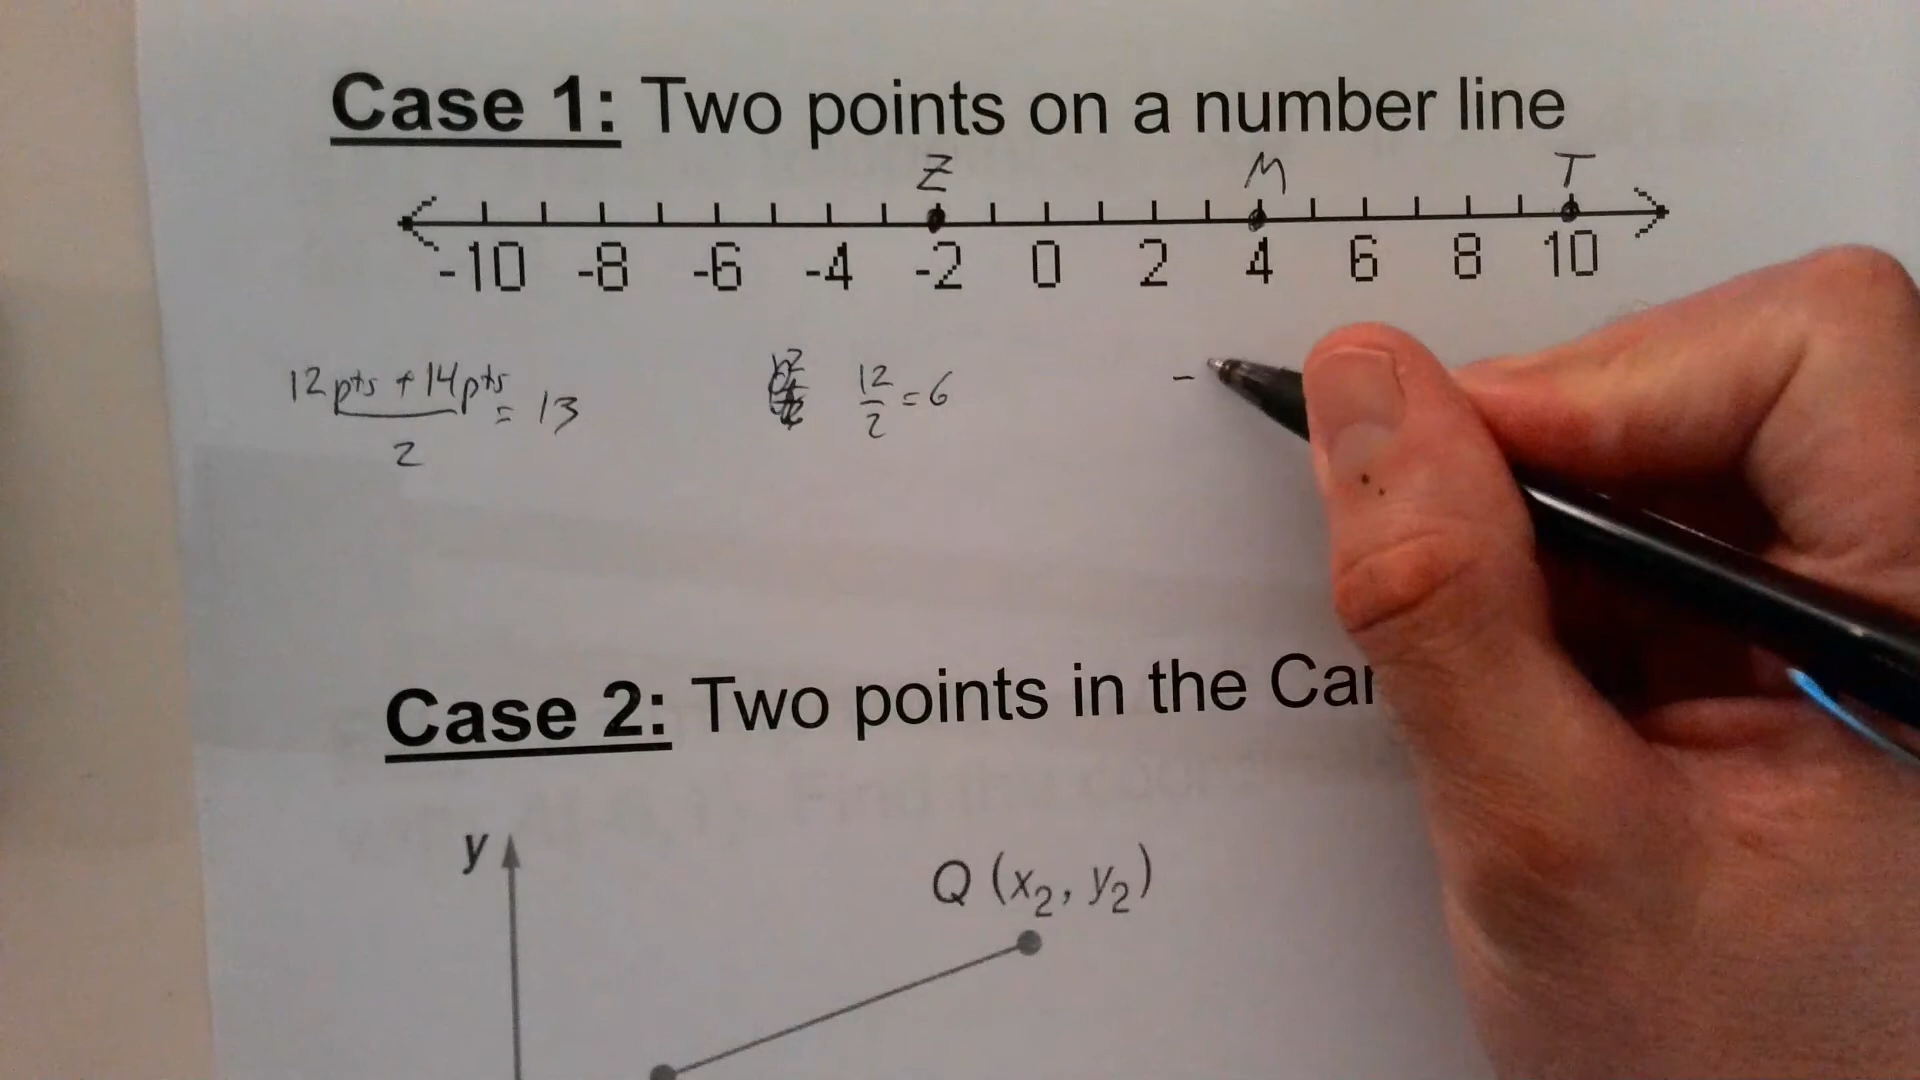 Case 1: Two points on a number line
Z M T
-10 -8 -6 -4 -2 0 2 4 6 8 10
12pts + 14pts
2
= 13
12
2
= 6
-
Case 2: Two points in the Car
y
Q (x₂, y₂)